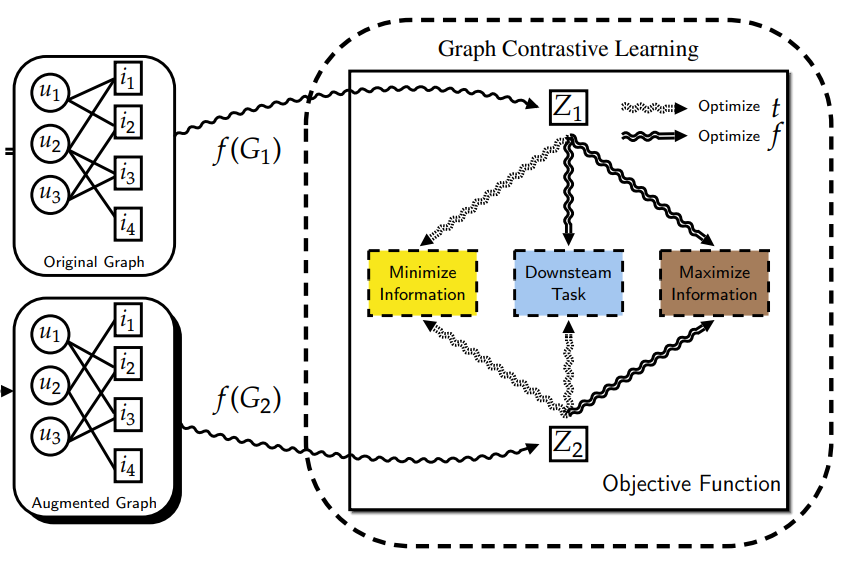 Graph Contrastive Learning
u1
u2
u3
i1
i2
i3
i4
Original Graph
f(G1)
Z1
Optimize t
Optimize f
Minimize
Information
Downsteam
Task
Maximize
Information
u1
u2
u3
i1
i2
i3
i4
Augmented Graph
f(G2)
Z2
Objective Function